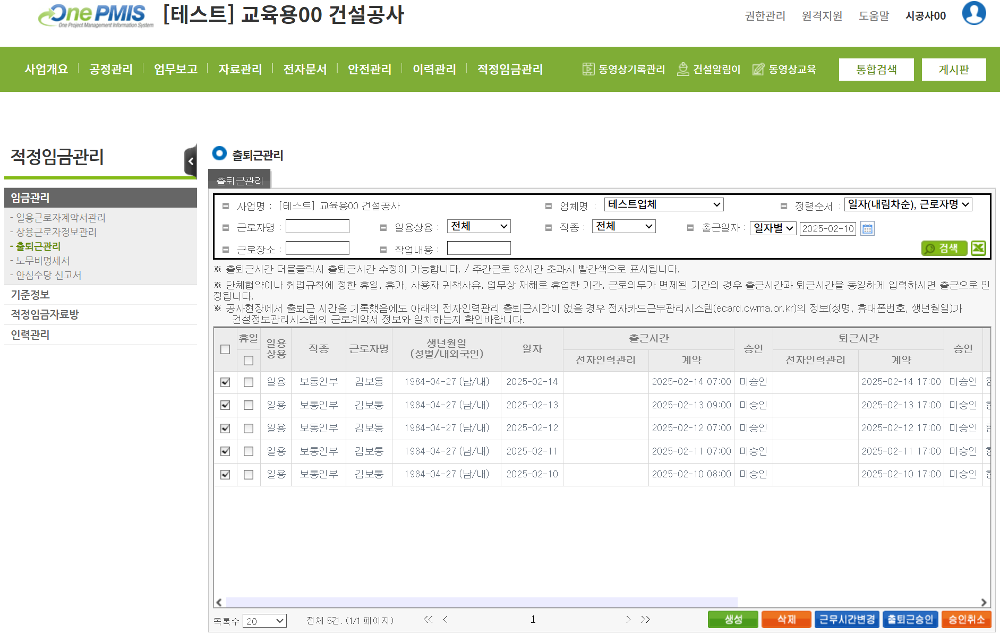 One PMIS
One Project Management Information System
[테스트] 교육용00 건설공사
권한관리 원격지원 도움말 시공사00
사업개요 공정관리 업무보고 자료관리 전자문서 안전관리 이력관리 적정임금관리 동영상기록관리 건설알림이 동영상교육 통합검색 게시판
적정임금관리
임금관리
- 일용근로자계약서관리
- 상용근로자정보관리
- 출퇴근관리
- 노무비명세서
- 안심수당 신고서
기준정보
적정임금자료방
인력관리
출퇴근관리
출퇴근관리
사업명 : [테스트] 교육용00 건설공사 업체명 : 테스트업체 정렬순서 : 일자(내림차순), 근로자명
근로자명 : 일용상용 : 전체 직종 : 전체 출근일자 : 일자별 2025-02-10
근로장소 : 작업내용 : 검색
※ 출퇴근시간 더블클릭시 출퇴근시간 수정이 가능합니다. / 주간근로 52시간 초과시 빨간색으로 표시됩니다.
※ 단체협약이나 취업규칙에 정한 휴일, 휴가, 사용자 귀책사유, 업무상 재해로 휴업한 기간, 근로의무가 면제된 기간의 경우 출근시간과 퇴근시간을 동일하게 입력하시면 출근으로 인
정됩니다.
※ 공사현장에서 출퇴근 시간을 기록했음에도 아래의 전자인력관리 출퇴근시간이 없을 경우 전자카드근무관리시스템(ecard.cwma.or.kr)의 정보(성명, 휴대폰번호, 생년월일)가
건설정보관리시스템의 근로계약서 정보와 일치하는지 확인바랍니다.
휴일 일용 상용 직종 근로자명 생년월일 (성별/내외국인) 일자 출근시간 승인 퇴근시간 승인
전자인력관리 계약 전자인력관리 계약
일용 보통인부 김보통 1984-04-27 (남/내) 2025-02-14 2025-02-14 07:00 미승인 2025-02-14 17:00 미승인
일용 보통인부 김보통 1984-04-27 (남/내) 2025-02-13 2025-02-13 09:00 미승인 2025-02-13 17:00 미승인
일용 보통인부 김보통 1984-04-27 (남/내) 2025-02-12 2025-02-12 07:00 미승인 2025-02-12 17:00 미승인
일용 보통인부 김보통 1984-04-27 (남/내) 2025-02-11 2025-02-11 07:00 미승인 2025-02-11 17:00 미승인
일용 보통인부 김보통 1984-04-27 (남/내) 2025-02-10 2025-02-10 08:00 미승인 2025-02-10 17:00 미승인
목록수 20 전체 5건. (1/1 페이지) << < 1 > >> 생성 삭제 근무시간변경 출퇴근승인 승인취소